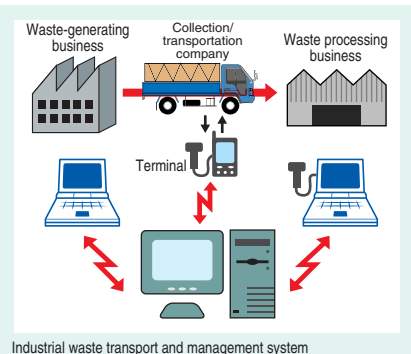 Waste-generating
business
Collection/
transportation
company
Waste processing
business
Terminal
Industrial waste transport and management system